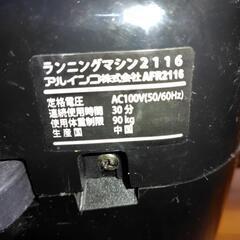 ランニングマシン2116
アルインコ株式会社 AFR2116
定格電圧 AC100V(50/60Hz)
連続使用時間 30分
使用体重制限 90kg
生産国 中国